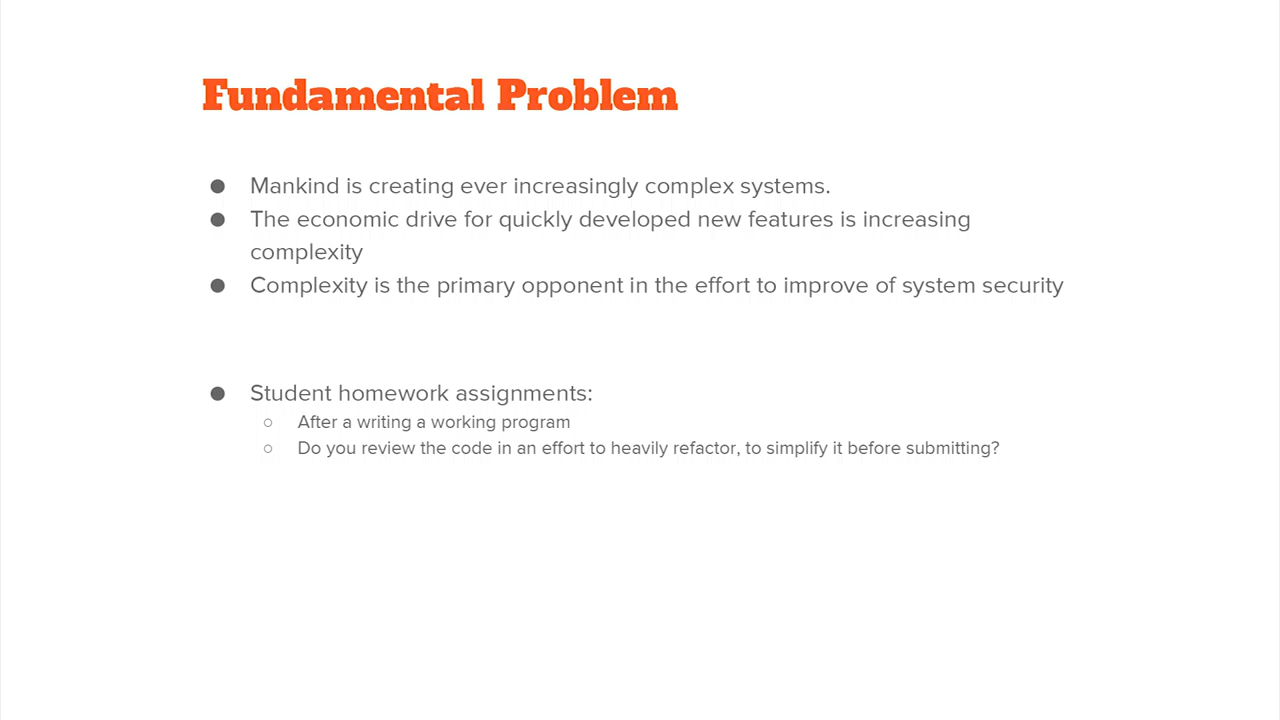 Fundamental Problem
● Mankind is creating ever increasingly complex systems.
● The economic drive for quickly developed new features is increasing
complexity
● Complexity is the primary opponent in the effort to improve of system security
● Student homework assignments:
○ After a writing a working program
○ Do you review the code in an effort to heavily refactor, to simplify it before submitting?